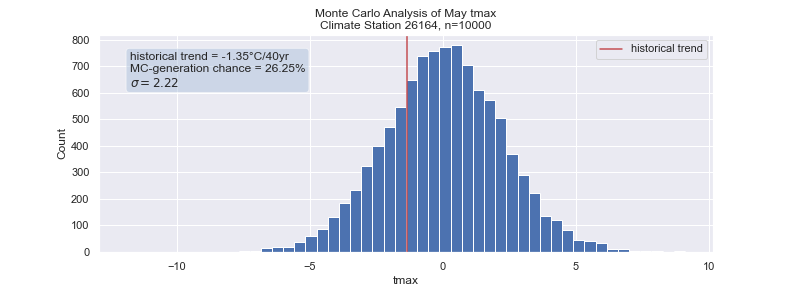 Monte Carlo Analysis of May tmax
Climate Station 26164, n=10000
historical trend = -1.35°C/40yr
MC-generation chance = 26.25%
σ = 2.22
historical trend
800
700
600
500
400
300
200
100
0
Count
−10
−5
0
5
10
tmax